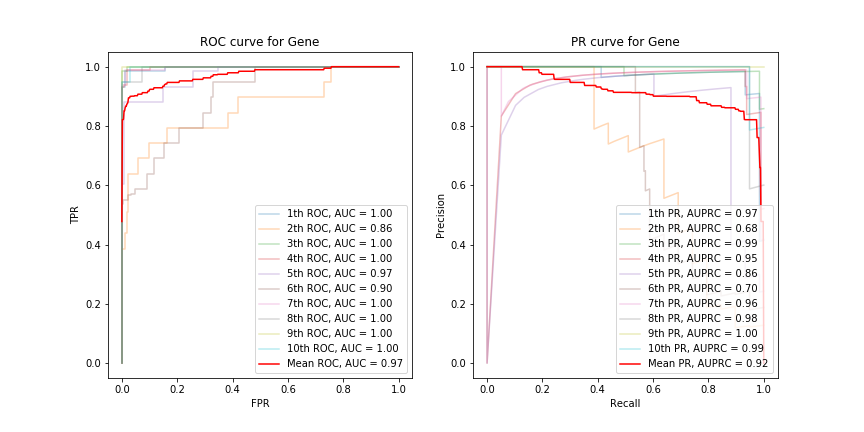 ROC curve for Gene
TPR
1.0
0.8
0.6
0.4
0.2
0.0
1th ROC, AUC = 1.00
2th ROC, AUC = 0.86
3th ROC, AUC = 1.00
4th ROC, AUC = 1.00
5th ROC, AUC = 0.97
6th ROC, AUC = 0.90
7th ROC, AUC = 1.00
8th ROC, AUC = 1.00
9th ROC, AUC = 1.00
10th ROC, AUC = 1.00
Mean ROC, AUC = 0.97
0.0 0.2 0.4 0.6 0.8 1.0
FPR
PR curve for Gene
Precision
1.0
0.8
0.6
0.4
0.2
0.0
1th PR, AUPRC = 0.97
2th PR, AUPRC = 0.68
3th PR, AUPRC = 0.99
4th PR, AUPRC = 0.95
5th PR, AUPRC = 0.86
6th PR, AUPRC = 0.70
7th PR, AUPRC = 0.96
8th PR, AUPRC = 0.98
9th PR, AUPRC = 1.00
10th PR, AUPRC = 0.99
Mean PR, AUPRC = 0.92
0.0 0.2 0.4 0.6 0.8 1.0
Recall